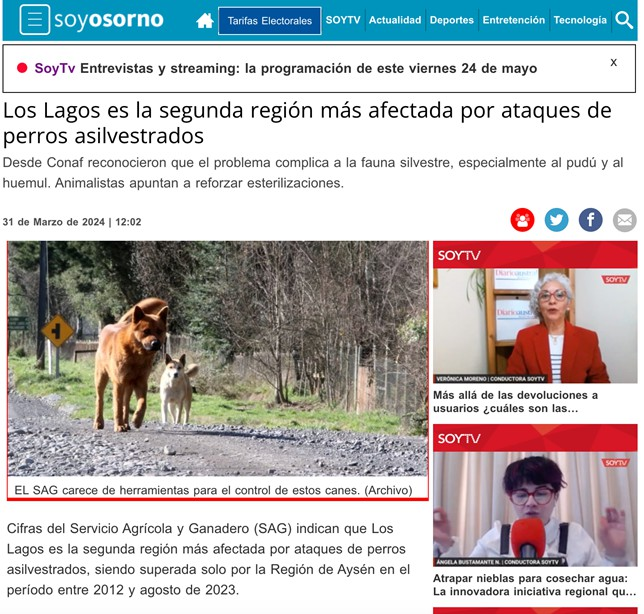 soyosorno
Tarifas Electorales
SOYTV
Actualidad
Deportes
Entretención
Tecnología
SoyTv Entrevistas y streaming: la programación de este viernes 24 de mayo
x
Los Lagos es la segunda región más afectada por ataques de
perros asilvestrados
Desde Conaf reconocieron que el problema complica a la fauna silvestre, especialmente al pudú y al
huemul. Animalistas apuntan a reforzar esterilizaciones.
31 de Marzo de 2024 | 12:02
EL SAG carece de herramientas para el control de estos canes. (Archivo)
Cifras del Servicio Agrícola y Ganadero (SAG) indican que Los
Lagos es la segunda región más afectada por ataques de perros
asilvestrados, siendo superada solo por la Región de Aysén en el
período entre 2012 y agosto de 2023.
SOYTV
SOYTV
VERÓNICA MORENO | CONDUCTORA SOYTV
Más allá de las devoluciones a
usuarios ¿cuáles son las...
SOYTV
SOYTV
ÁNGELA BUSTAMANTE N. | CONDUCTORA SOYTV
Atrapar nieblas para cosechar agua:
La innovadora iniciativa regional qu...